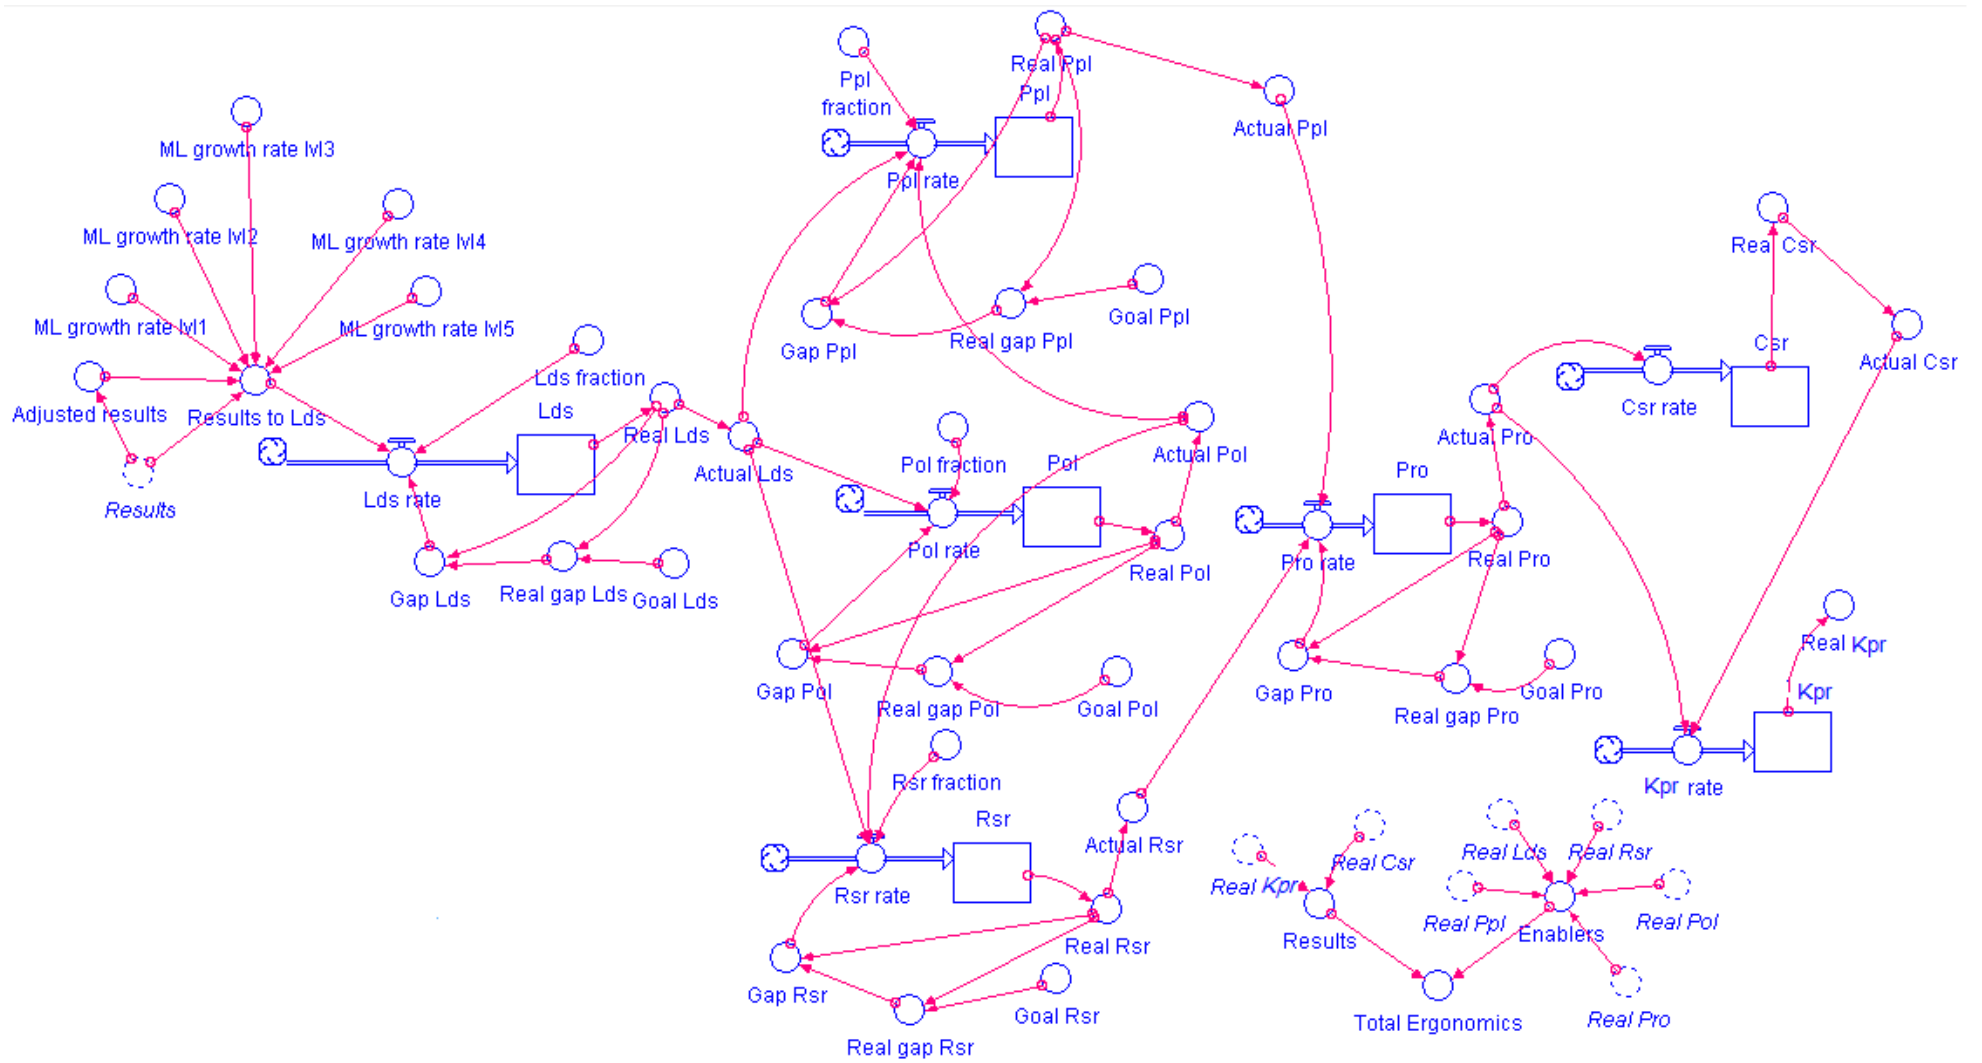 Real Ppl
Ppl
fraction
Ppl
Actual Ppl
ML growth rate lvl3
Ppl rate
ML growth rate lvl2
ML growth rate lvl4
Real Csr
ML growth rate lvl1
ML growth rate lvl5
Gap Ppl
Real gap Ppl
Goal Ppl
Csr
Actual Csr
Lds fraction
Adjusted results
Results to Lds
Lds
Real Lds
Csr rate
Actual Pro
Actual Lds
Pol fraction
Pol
Actual Pol
Pro
Results
Lds rate
Pol rate
Real Pol
Pro rate
Real Pro
Gap Lds
Real gap Lds
Goal Lds
Real Kpr
Gap Pol
Real gap Pol
Goal Pol
Gap Pro
Real gap Pro
Goal Pro
Kpr
Rsr fraction
Kpr rate
Rsr
Actual Rsr
Real Kpr
Real Csr
Real Lds
Real Rsr
Rsr rate
Real Ppl
Real Pol
Real Rsr
Results
Enablers
Gap Rsr
Goal Rsr
Total Ergonomics
Real Pro
Real gap Rsr